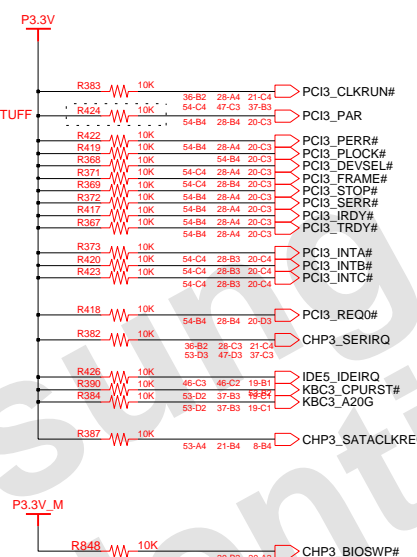 P3.3V
R383 10K 36-B2 28-A4 21-C4 PCI3_CLKRUN#
54-C4 47-C3 37-B3
TUFF R424 10K PCI3_PAR
54-B4 28-B4 20-C3
R422 10K PCI3_PERR#
54-B4 28-A4 20-C3
R419 10K PCI3_PLOCK#
54-B4 20-C3
R368 10K PCI3_DEVSEL#
54-C4 28-A4 20-C3
R371 10K PCI3_FRAME#
54-C4 28-B4 20-C3
R369 10K PCI3_STOP#
54-B4 28-A4 20-C3
R372 10K PCI3_SERR#
54-B4 28-A4 20-C3
R417 10K PCI3_IRDY#
54-B4 28-A4 20-C3
R367 10K PCI3_TRDY#
54-B4 28-A4 20-C3
R373 10K PCI3_INTA#
54-C4 28-B3 20-C4
R420 10K PCI3_INTB#
54-C4 28-B3 20-C4
R423 10K PCI3_INTC#
54-C4 28-B3 20-C4
R418 10K PCI3_REQ0#
54-B4 28-B4 20-D3
R382 10K CHP3_SERIRQ
36-B2 28-C3 21-C4
53-D3 47-D3 37-C3
R426 10K IDE5_IDEIRQ
46-C3 46-C2 19-B1
R390 10K KBC3_CPURST#
53-D2 37-B3 19-C1
R384 10K KBC3_A20G
53-D2 37-B3 19-C1
R387 10K CHP3_SATACLKRE
53-A4 21-B4 8-B4
P3.3V_M
R848 10K CHP3_BIOSWP#